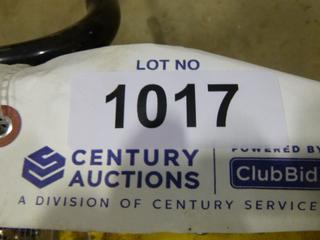 LOT NO
1017
CENTURY AUCTIONS
POWERED BY
ClubBid
A DIVISION OF CENTURY SERVICE